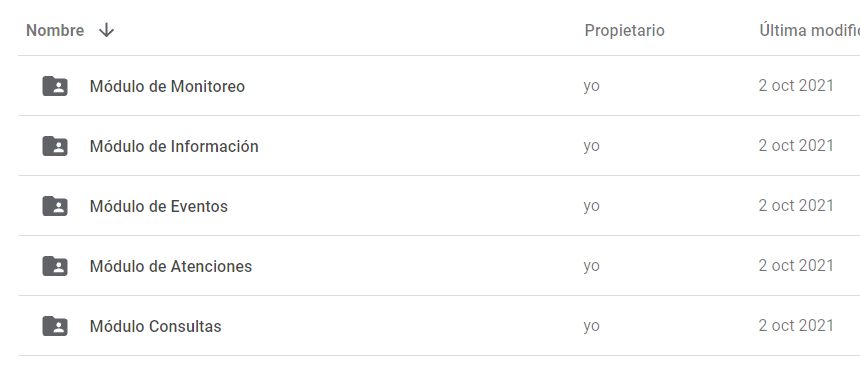 Nombre Propietario Última modific
Módulo de Monitoreo yo 2 oct 2021
Módulo de Información yo 2 oct 2021
Módulo de Eventos yo 2 oct 2021
Módulo de Atenciones yo 2 oct 2021
Módulo Consultas yo 2 oct 2021